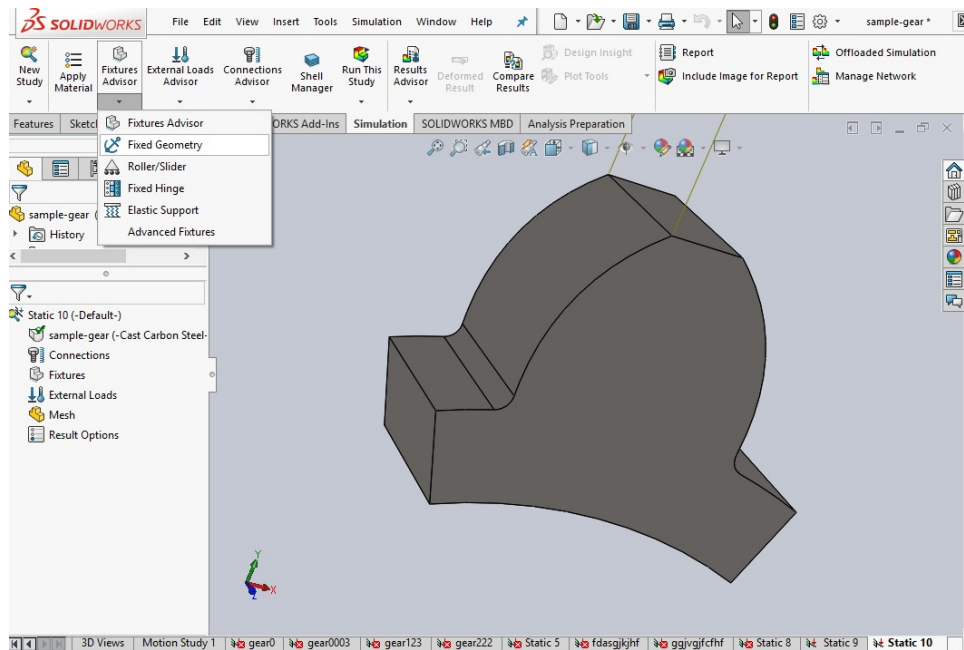 SOLIDWORKS File Edit View Insert Tools Simulation Window Help sample-gear *
New Study
Apply Material
Fixtures Advisor
External Loads Advisor
Connections Advisor
Shell Manager
Run This Study
Results Advisor
Deformed Result
Compare Results
Design Insight
Plot Tools
Report
Include Image for Report
Offloaded Simulation
Manage Network
Features Sketch ORKS Add-Ins Simulation SOLIDWORKS MBD Analysis Preparation
Fixtures Advisor
Fixed Geometry
Roller/Slider
Fixed Hinge
Elastic Support
Advanced Fixtures
sample-gear (
History
Static 10 (-Default-)
sample-gear (-Cast Carbon Steel-
Connections
Fixtures
External Loads
Mesh
Result Options
Y
X
Z
3D Views Motion Study 1 gear0 gear0003 gear123 gear222 Static 5 fdasgjkjhf ggjvgjfcfhf Static 8 Static 9 Static 10